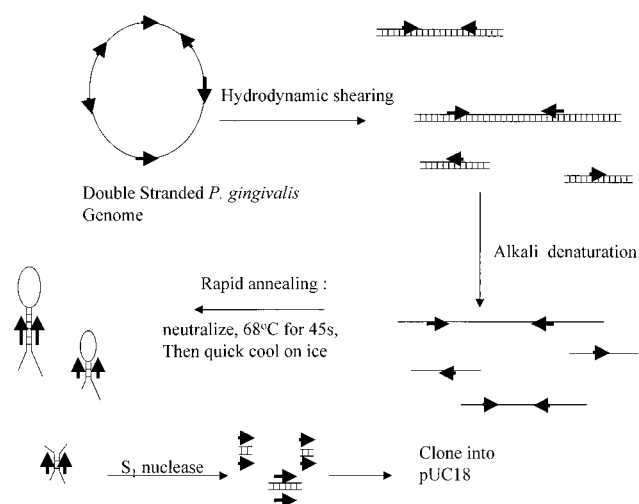 Hydrodynamic shearing
Double Stranded P. gingivalis
Genome
Alkali denaturation
Rapid annealing :
neutralize, 68°C for 45s,
Then quick cool on ice
S₁ nuclease
Clone into
pUC18